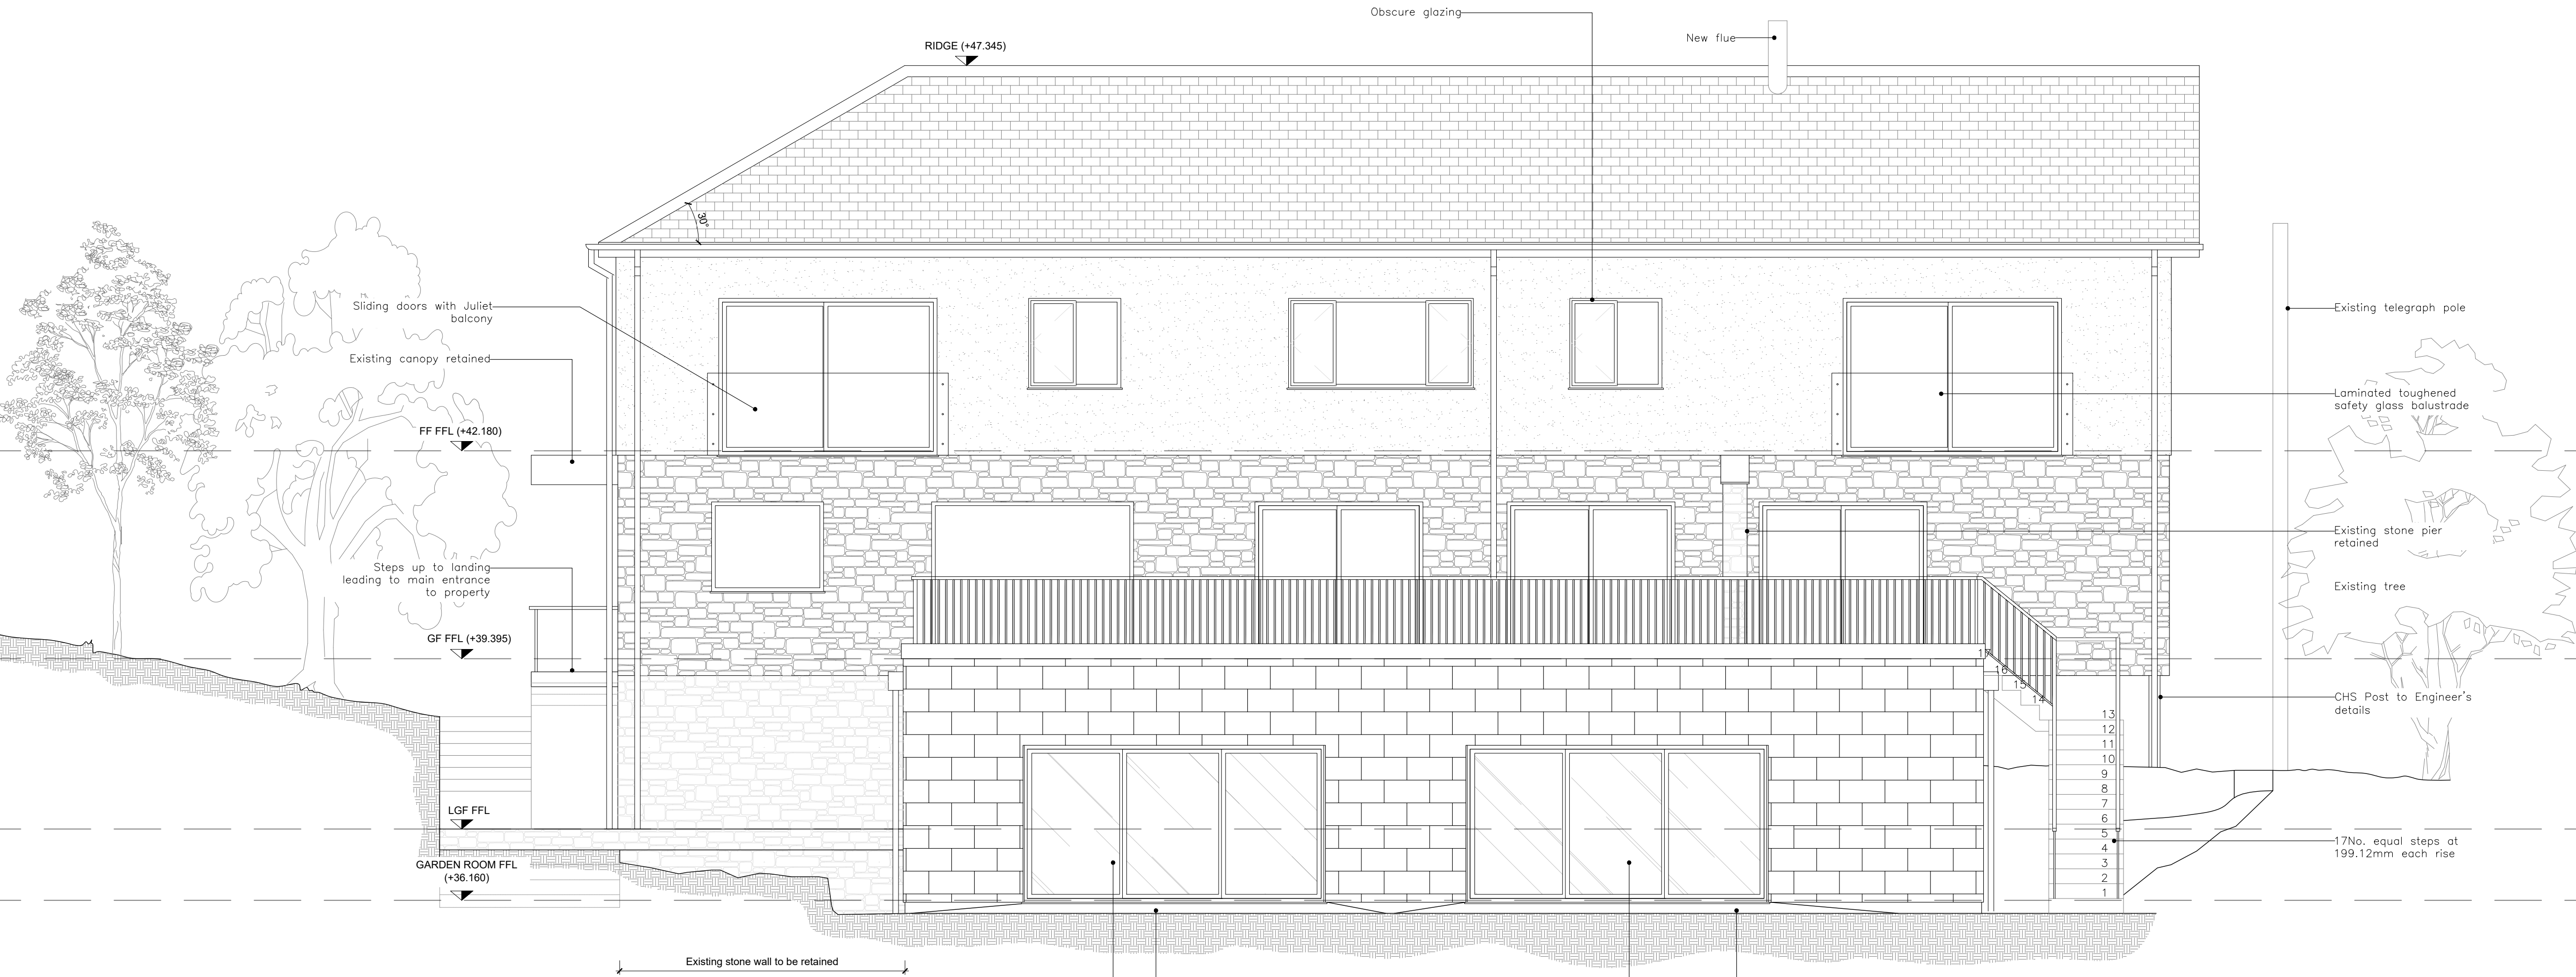 Obscure glazing
New flue
RIDGE (+47.345)
30°
Sliding doors with Juliet
balcony
Existing canopy retained
FF FFL (+42.180)
Steps up to landing
leading to main entrance
to property
GF FFL (+39.395)
LGF FFL
GARDEN ROOM FFL
(+36.160)
Existing stone wall to be retained
Existing telegraph pole
Laminated toughened
safety glass balustrade
Existing stone pier
retained
Existing tree
CHS Post to Engineer's
details
17No. equal steps at
199.12mm each rise
17
16
15
14
13
12
11
10
9
8
7
6
5
4
3
2
1